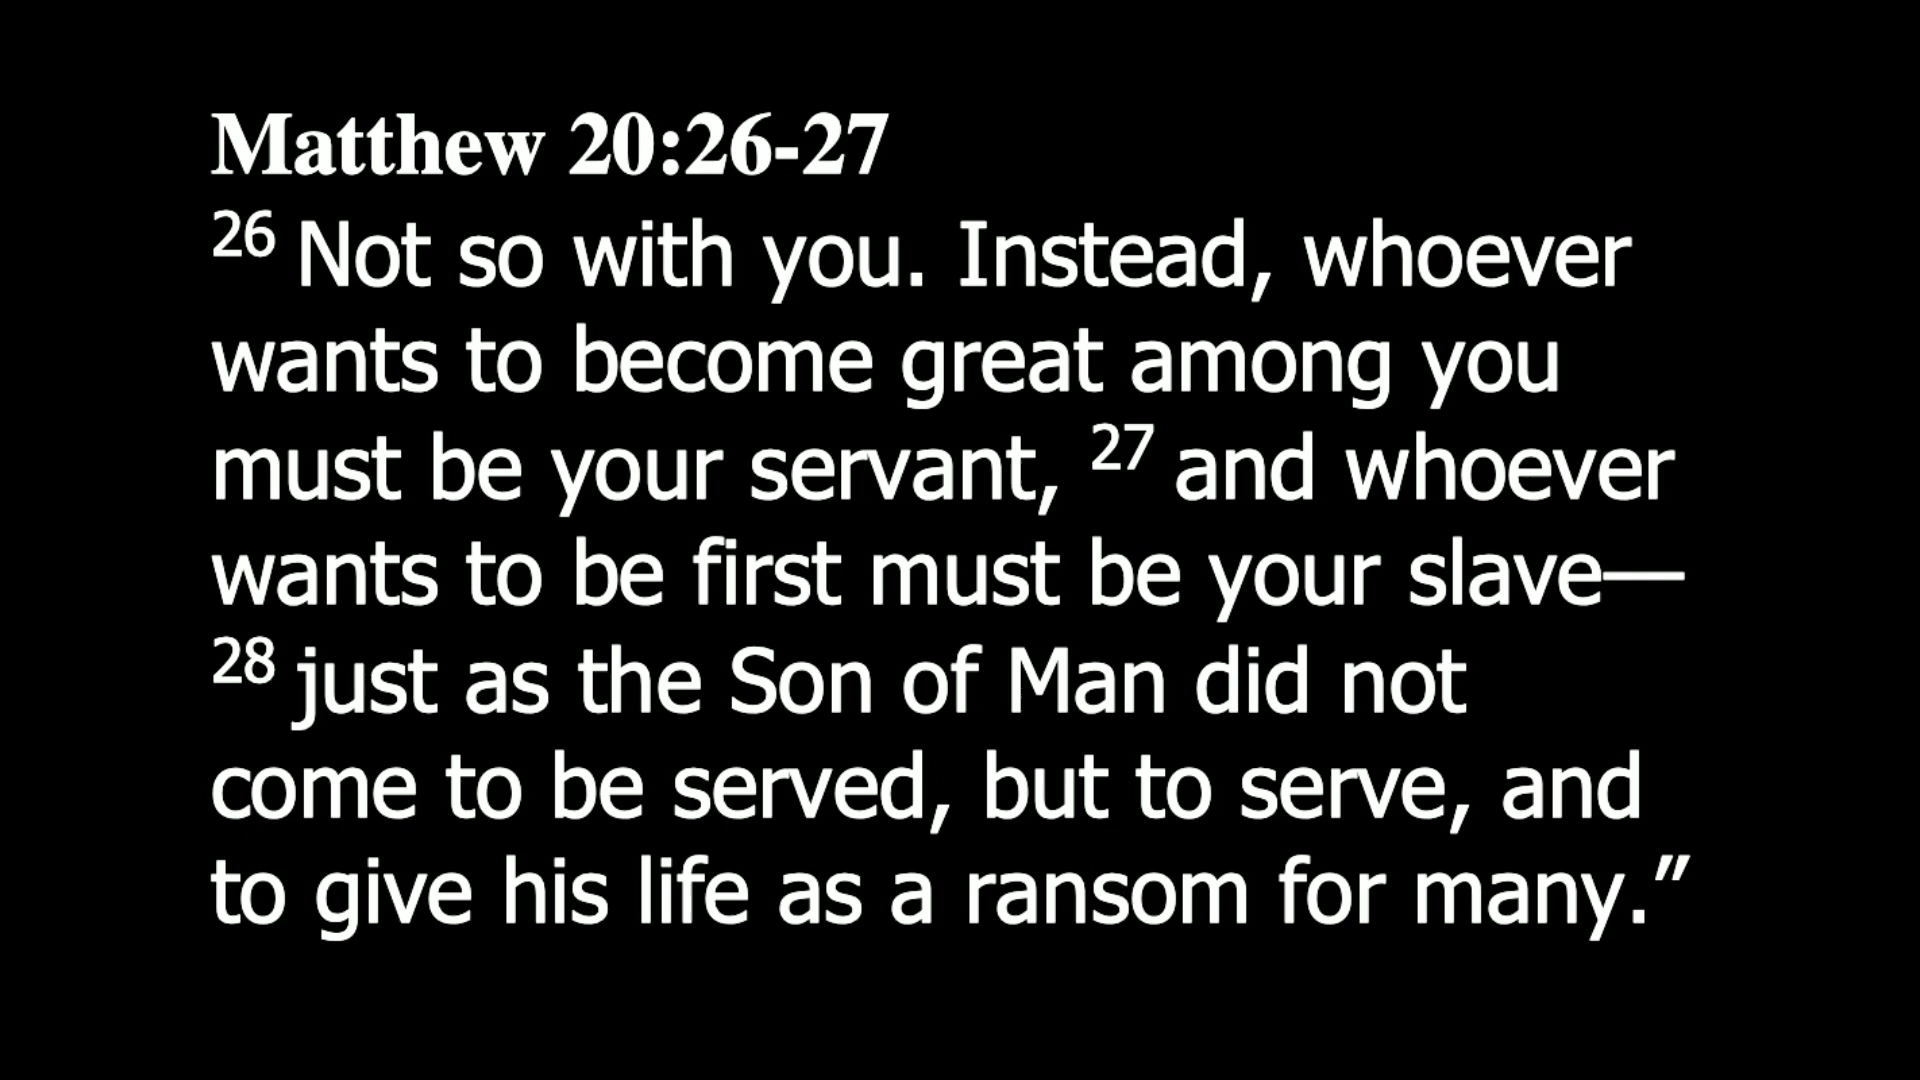 Matthew 20:26-27
26 Not so with you. Instead, whoever
wants to become great among you
must be your servant, 27 and whoever
wants to be first must be your slave—
28 just as the Son of Man did not
come to be served, but to serve, and
to give his life as a ransom for many.”